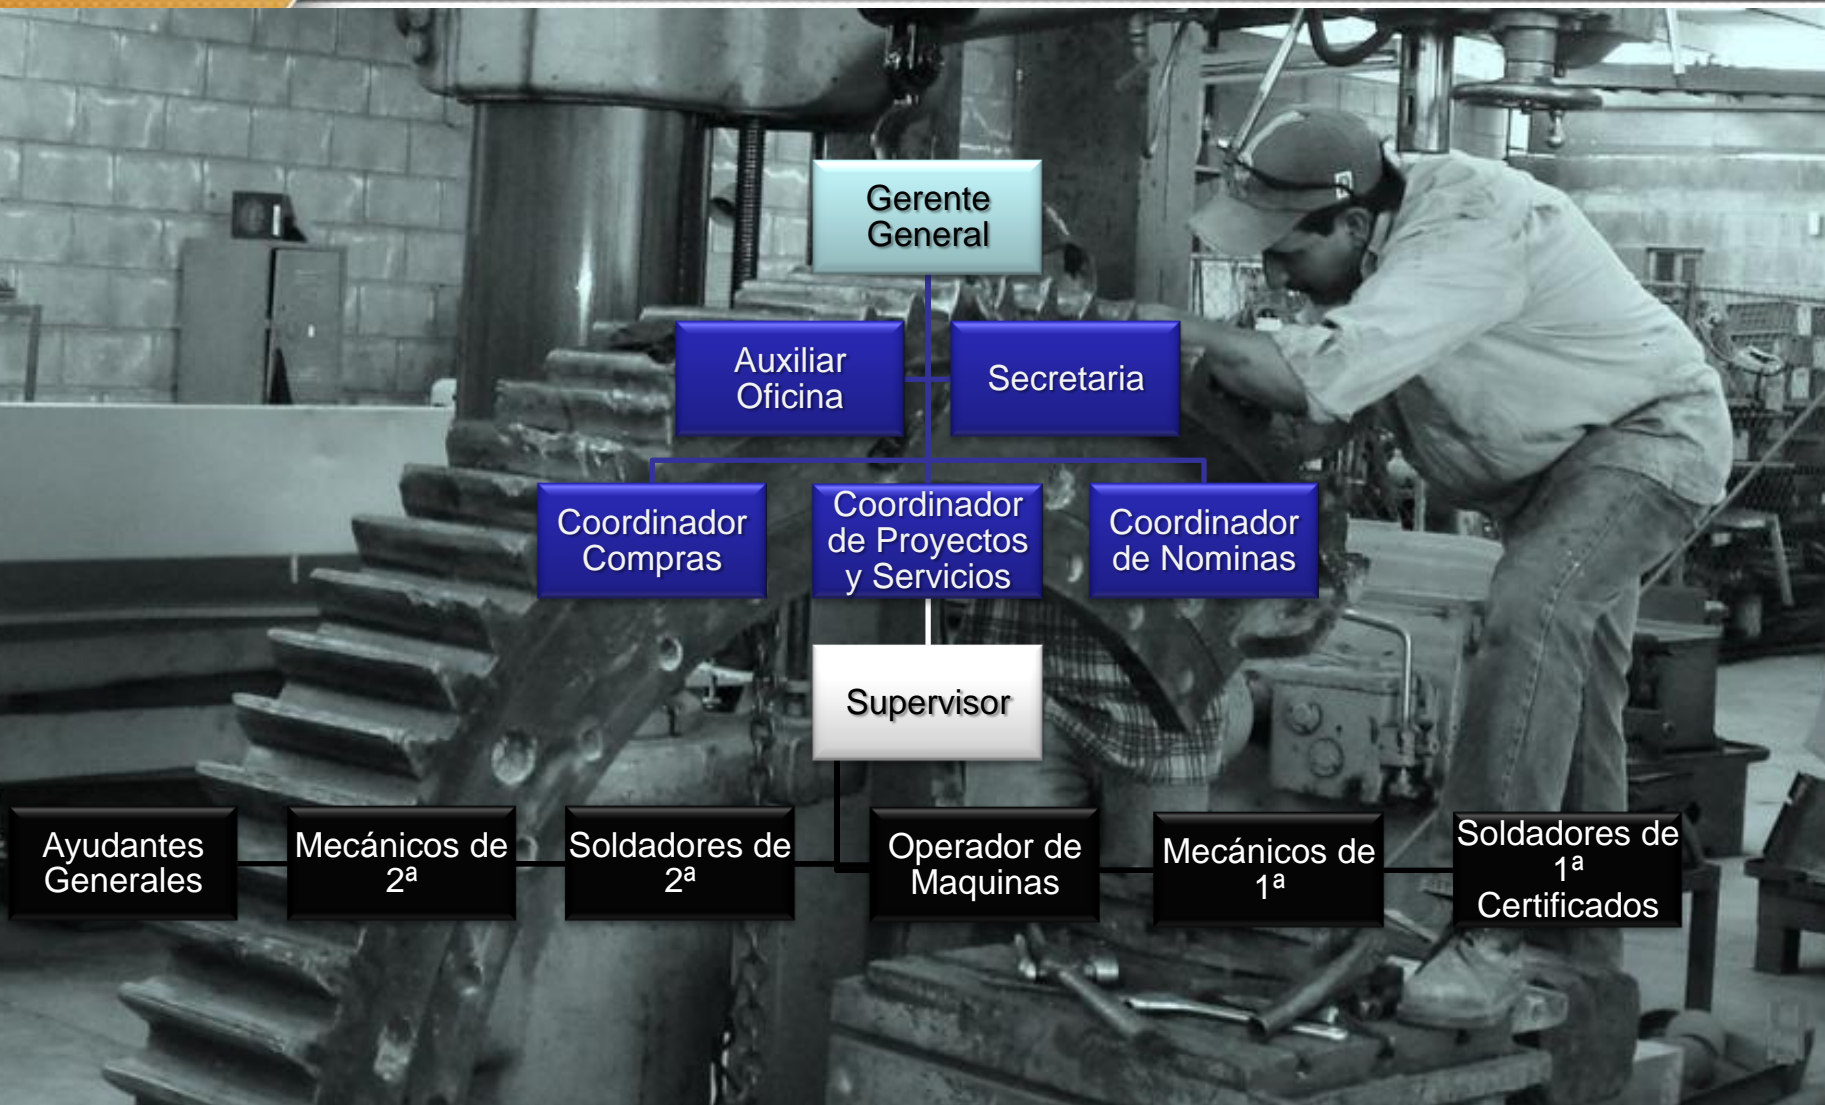 Gerente
General
Auxiliar
Oficina
Secretaria
Coordinador
Compras
Coordinador
de Proyectos
y Servicios
Coordinador
de Nominas
Supervisor
Ayudantes
Generales
Mecánicos de
2ª
Soldadores de
2ª
Operador de
Maquinas
Mecánicos de
1ª
Soldadores de
1ª
Certificados